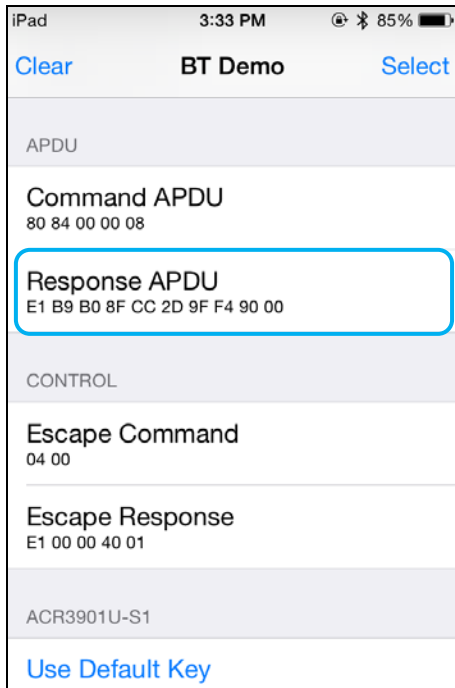 iPad 3:33 PM 85%
Clear BT Demo Select
APDU
Command APDU
80 84 00 00 08
Response APDU
E1 B9 B0 8F CC 2D 9F F4 90 00
CONTROL
Escape Command
04 00
Escape Response
E1 00 00 40 01
ACR3901U-S1
Use Default Key